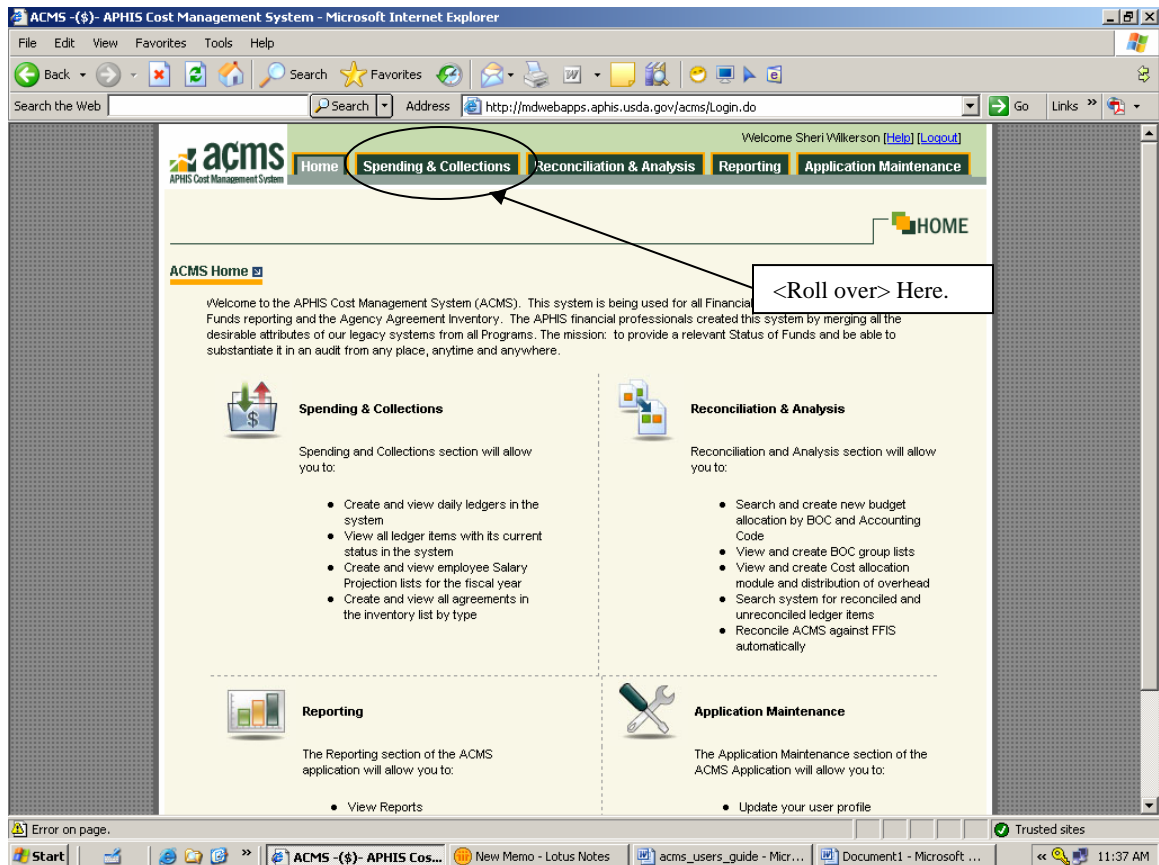 ACMS -($)- APHIS Cost Management System - Microsoft Internet Explorer
File Edit View Favorites Tools Help
Back Search Favorites
Search the Web Search Address http://mdwebapps.aphis.usda.gov/acms/Login.do Go Links »
Welcome Sheri Wilkerson [Help] [Logout]
acms
APHIS Cost Management System
Home Spending & Collections Reconciliation & Analysis Reporting Application Maintenance
HOME
ACMS Home
<Roll over> Here.
Welcome to the APHIS Cost Management System (ACMS). This system is being used for all Financial
Funds reporting and the Agency Agreement Inventory. The APHIS financial professionals created this system by merging all the
desirable attributes of our legacy systems from all Programs. The mission: to provide a relevant Status of Funds and be able to
substantiate it in an audit from any place, anytime and anywhere.
Spending & Collections
Spending and Collections section will allow
you to:
● Create and view daily ledgers in the
system
● View all ledger items with its current
status in the system
● Create and view employee Salary
Projection lists for the fiscal year
● Create and view all agreements in
the inventory list by type
Reconciliation & Analysis
Reconciliation and Analysis section will allow
you to:
● Search and create new budget
allocation by BOC and Accounting
Code
● View and create BOC group lists
● View and create Cost allocation
module and distribution of overhead
● Search system for reconciled and
unreconciled ledger items
● Reconcile ACMS against FFIS
automatically
Reporting
The Reporting section of the ACMS
application will allow you to:
● View Reports
Application Maintenance
The Application Maintenance section of the
ACMS Application will allow you to:
● Update your user profile
Error on page. Trusted sites
Start » ACMS -($)- APHIS Cos... New Memo - Lotus Notes acms_users_guide - Micr... Document1 - Microsoft ... « 11:37 AM